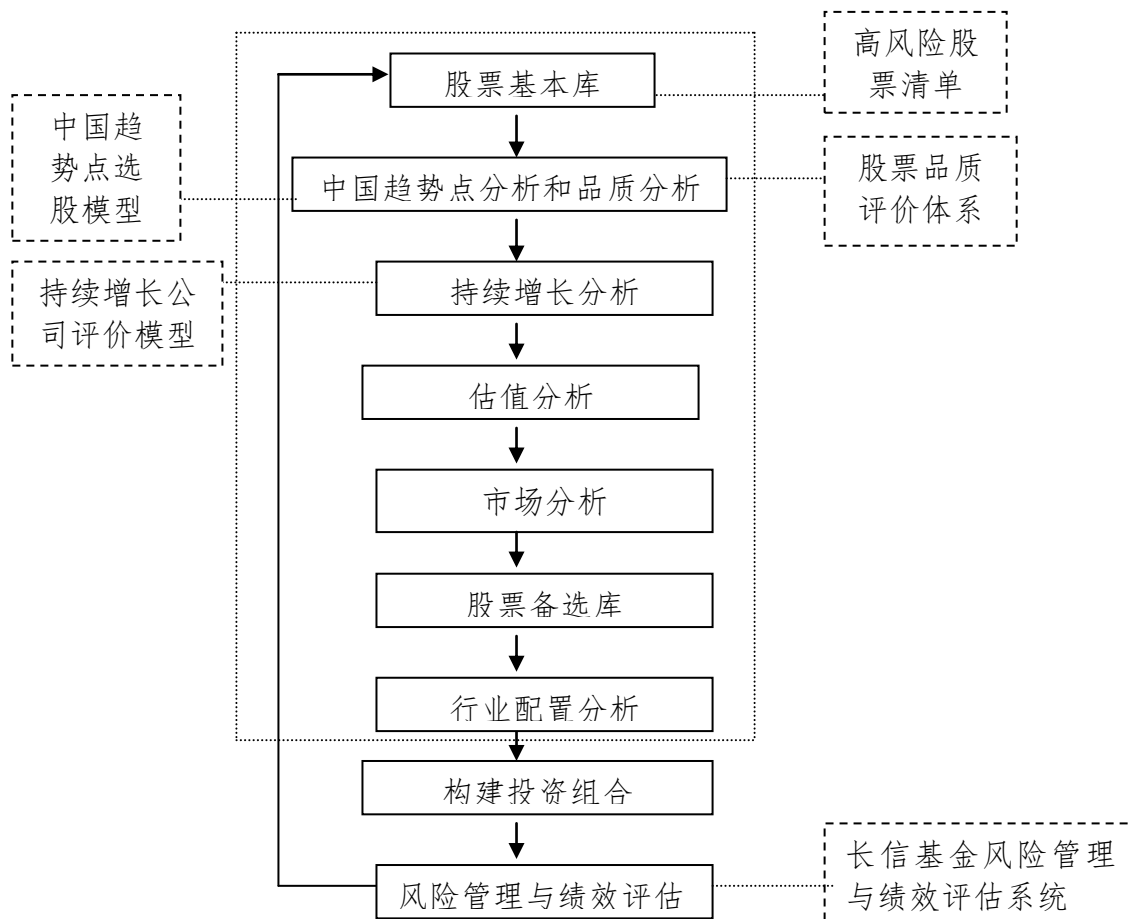 高风险股
票清单
股票基本库
中国趋
势点选
股模型
中国趋势点分析和品质分析
股票品质
评价体系
持续增长公
司评价模型
持续增长分析
估值分析
市场分析
股票备选库
行业配置分析
构建投资组合
长信基金风险管理
与绩效评估系统
风险管理与绩效评估